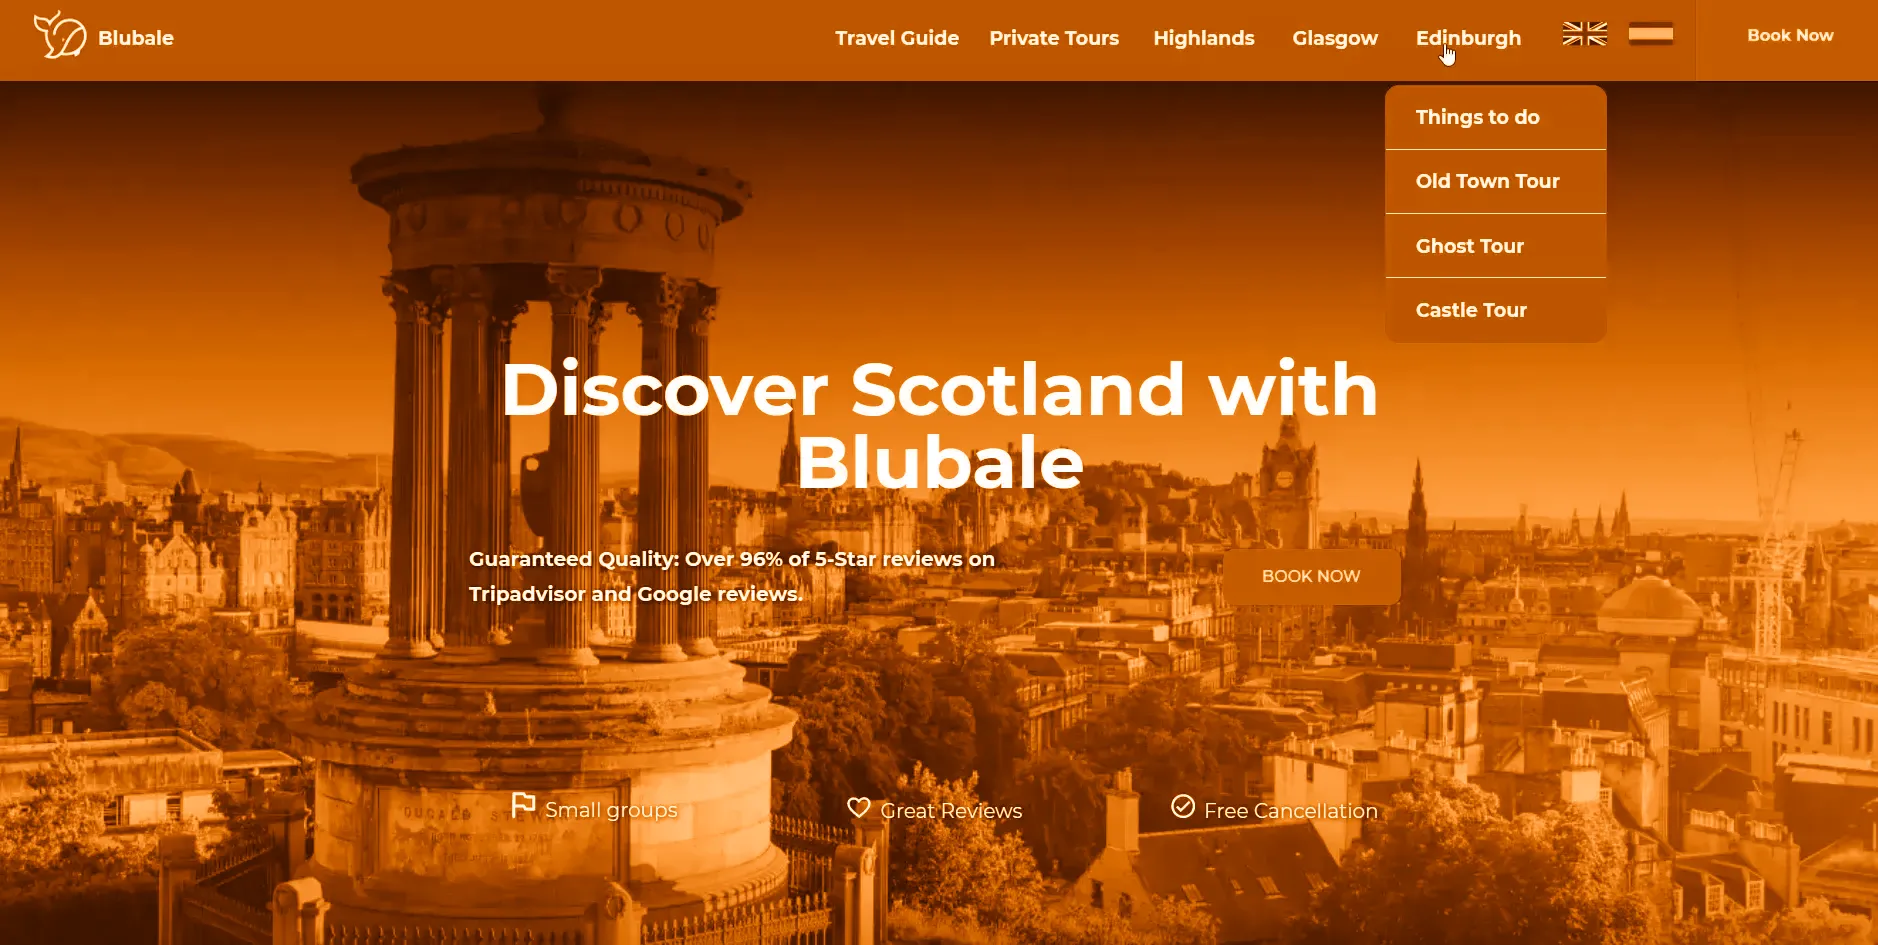 Blubale
Travel Guide
Private Tours
Highlands
Glasgow
Edinburgh
Book Now
Things to do
Old Town Tour
Ghost Tour
Castle Tour
Discover Scotland with
Blubale
Guaranteed Quality: Over 96% of 5-Star reviews on
Tripadvisor and Google reviews.
BOOK NOW
Small groups
Great Reviews
Free Cancellation